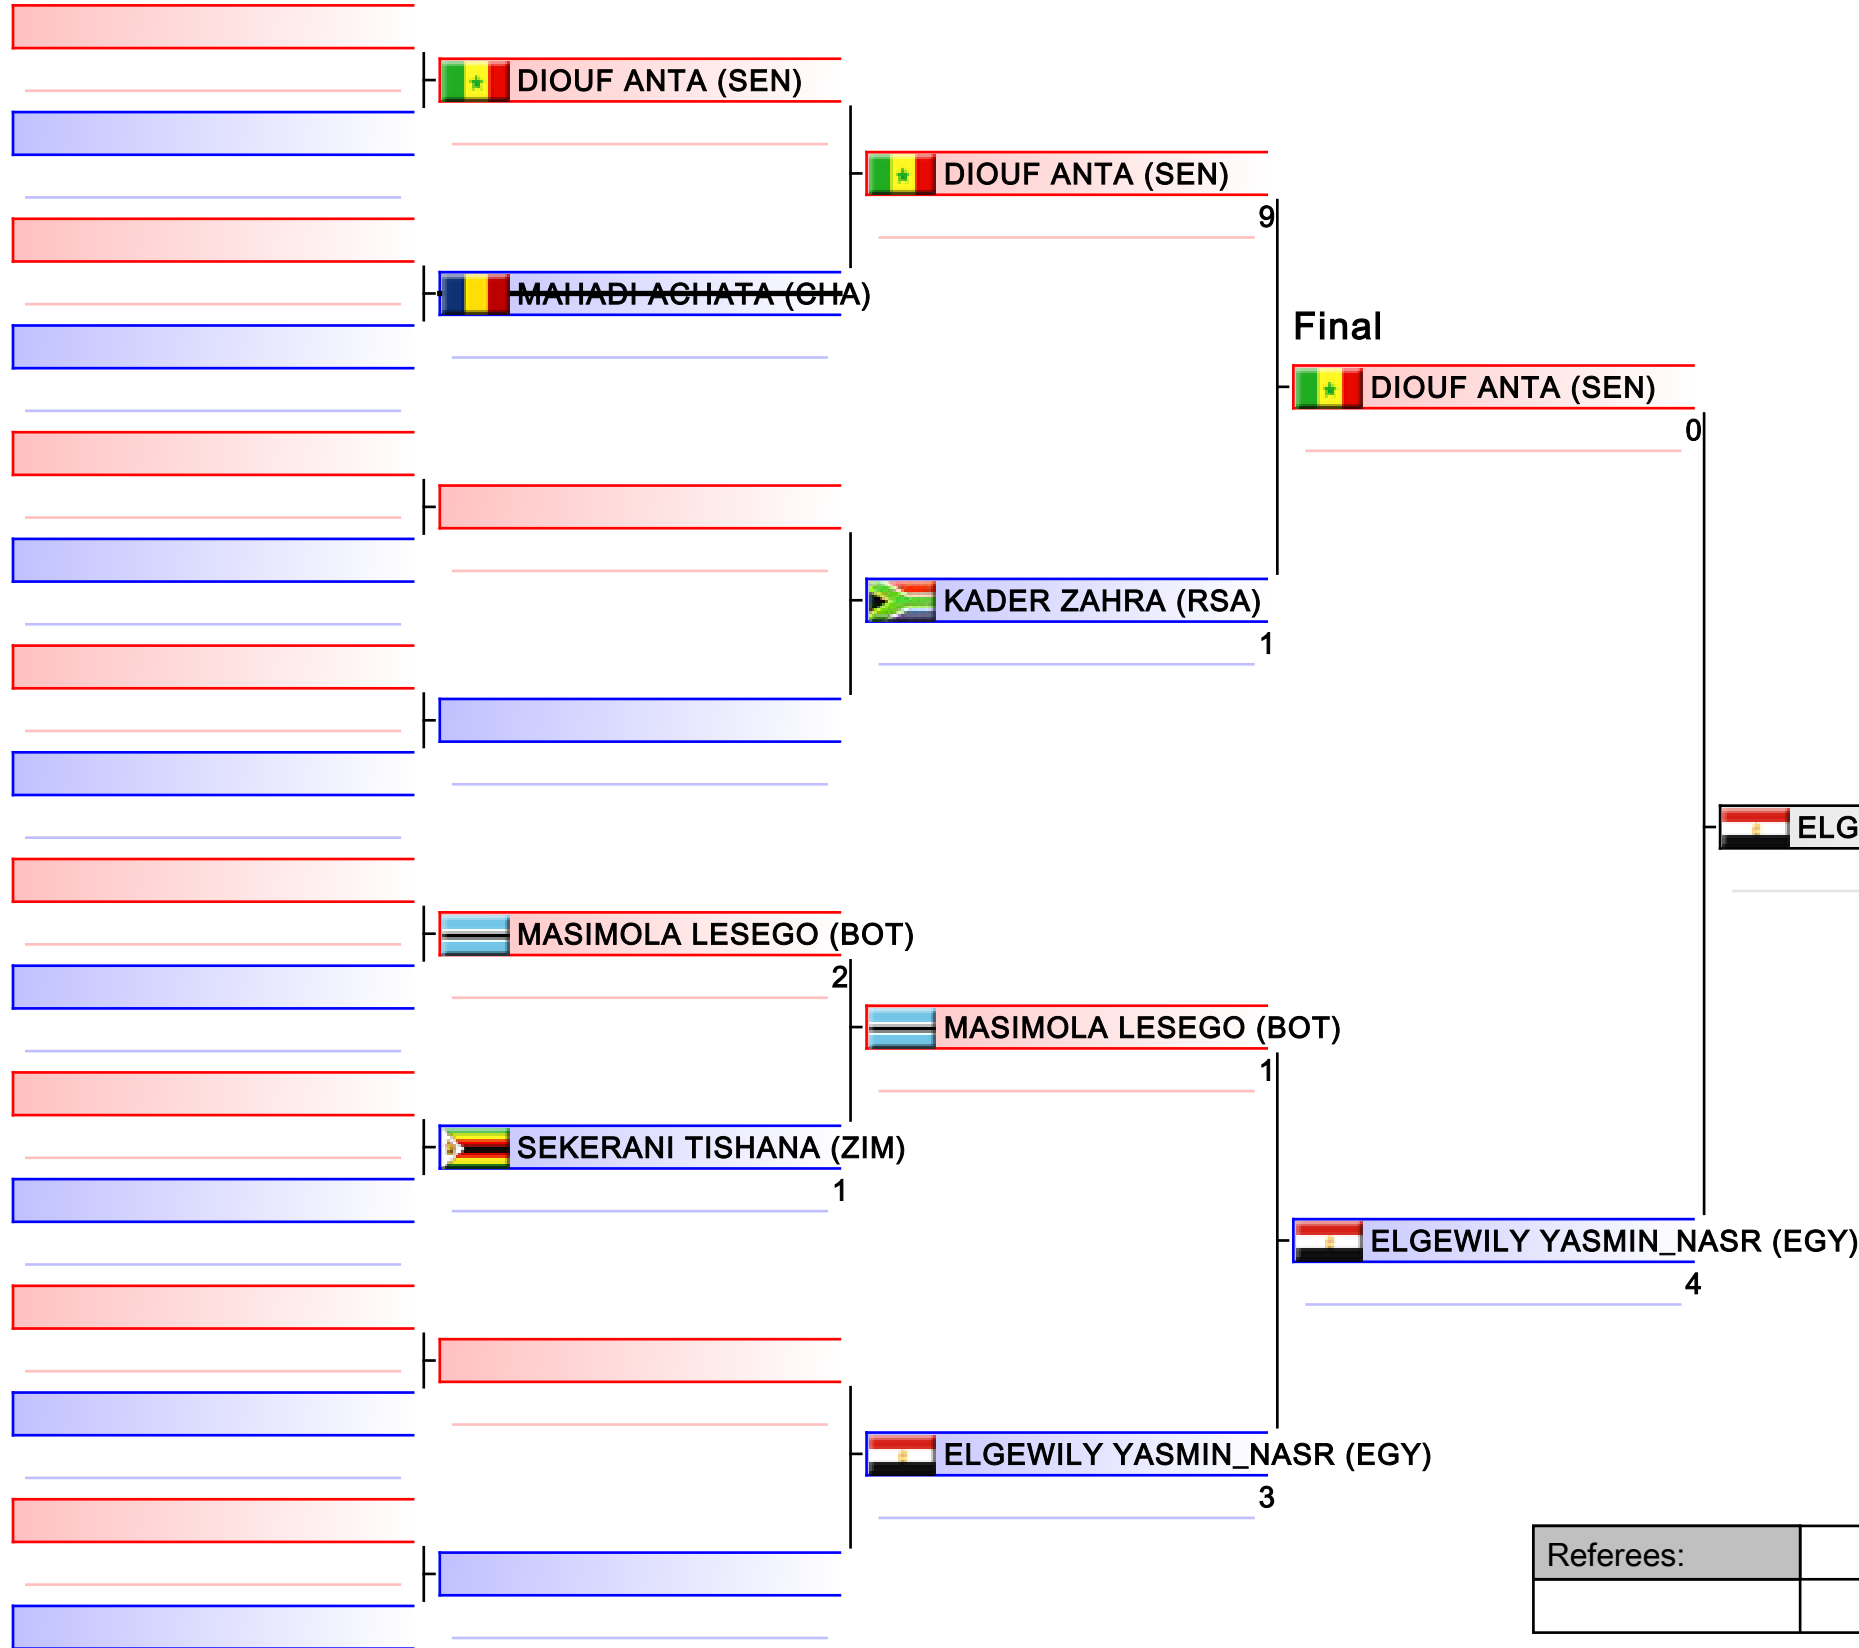 DIOUF ANTA (SEN)
DIOUF ANTA (SEN)
9
MAHADI ACHATA (CHA)
Final
DIOUF ANTA (SEN)
0
KADER ZAHRA (RSA)
1
ELG
MASIMOLA LESEGO (BOT)
2
MASIMOLA LESEGO (BOT)
1
SEKERANI TISHANA (ZIM)
1
ELGEWILY YASMIN_NASR (EGY)
4
ELGEWILY YASMIN_NASR (EGY)
3
Referees: